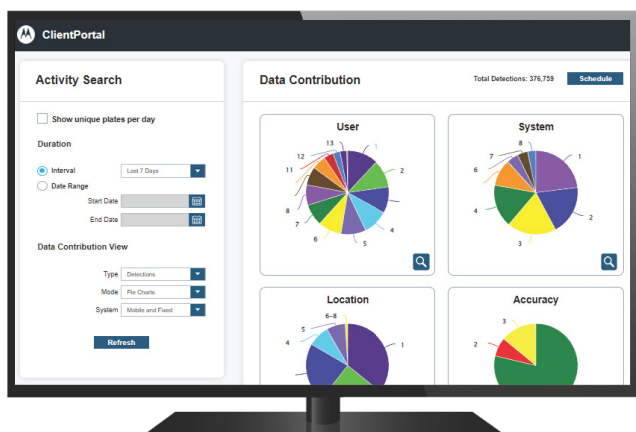 ClientPortal
Activity Search
Show unique plates per day
Duration
Interval
Last 7 Days
Date Range
Start Date
End Date
Data Contribution View
Type
Detections
Mode
Pie Charts
System
Mobile and Fixed
Refresh
Data Contribution
Total Detections: 376,759
Schedule
User
13
1
12
2
11
8
4
7
6
5
System
8
7
1
6
4
2
3
Location
6-8
5
4
1
Accuracy
3
2